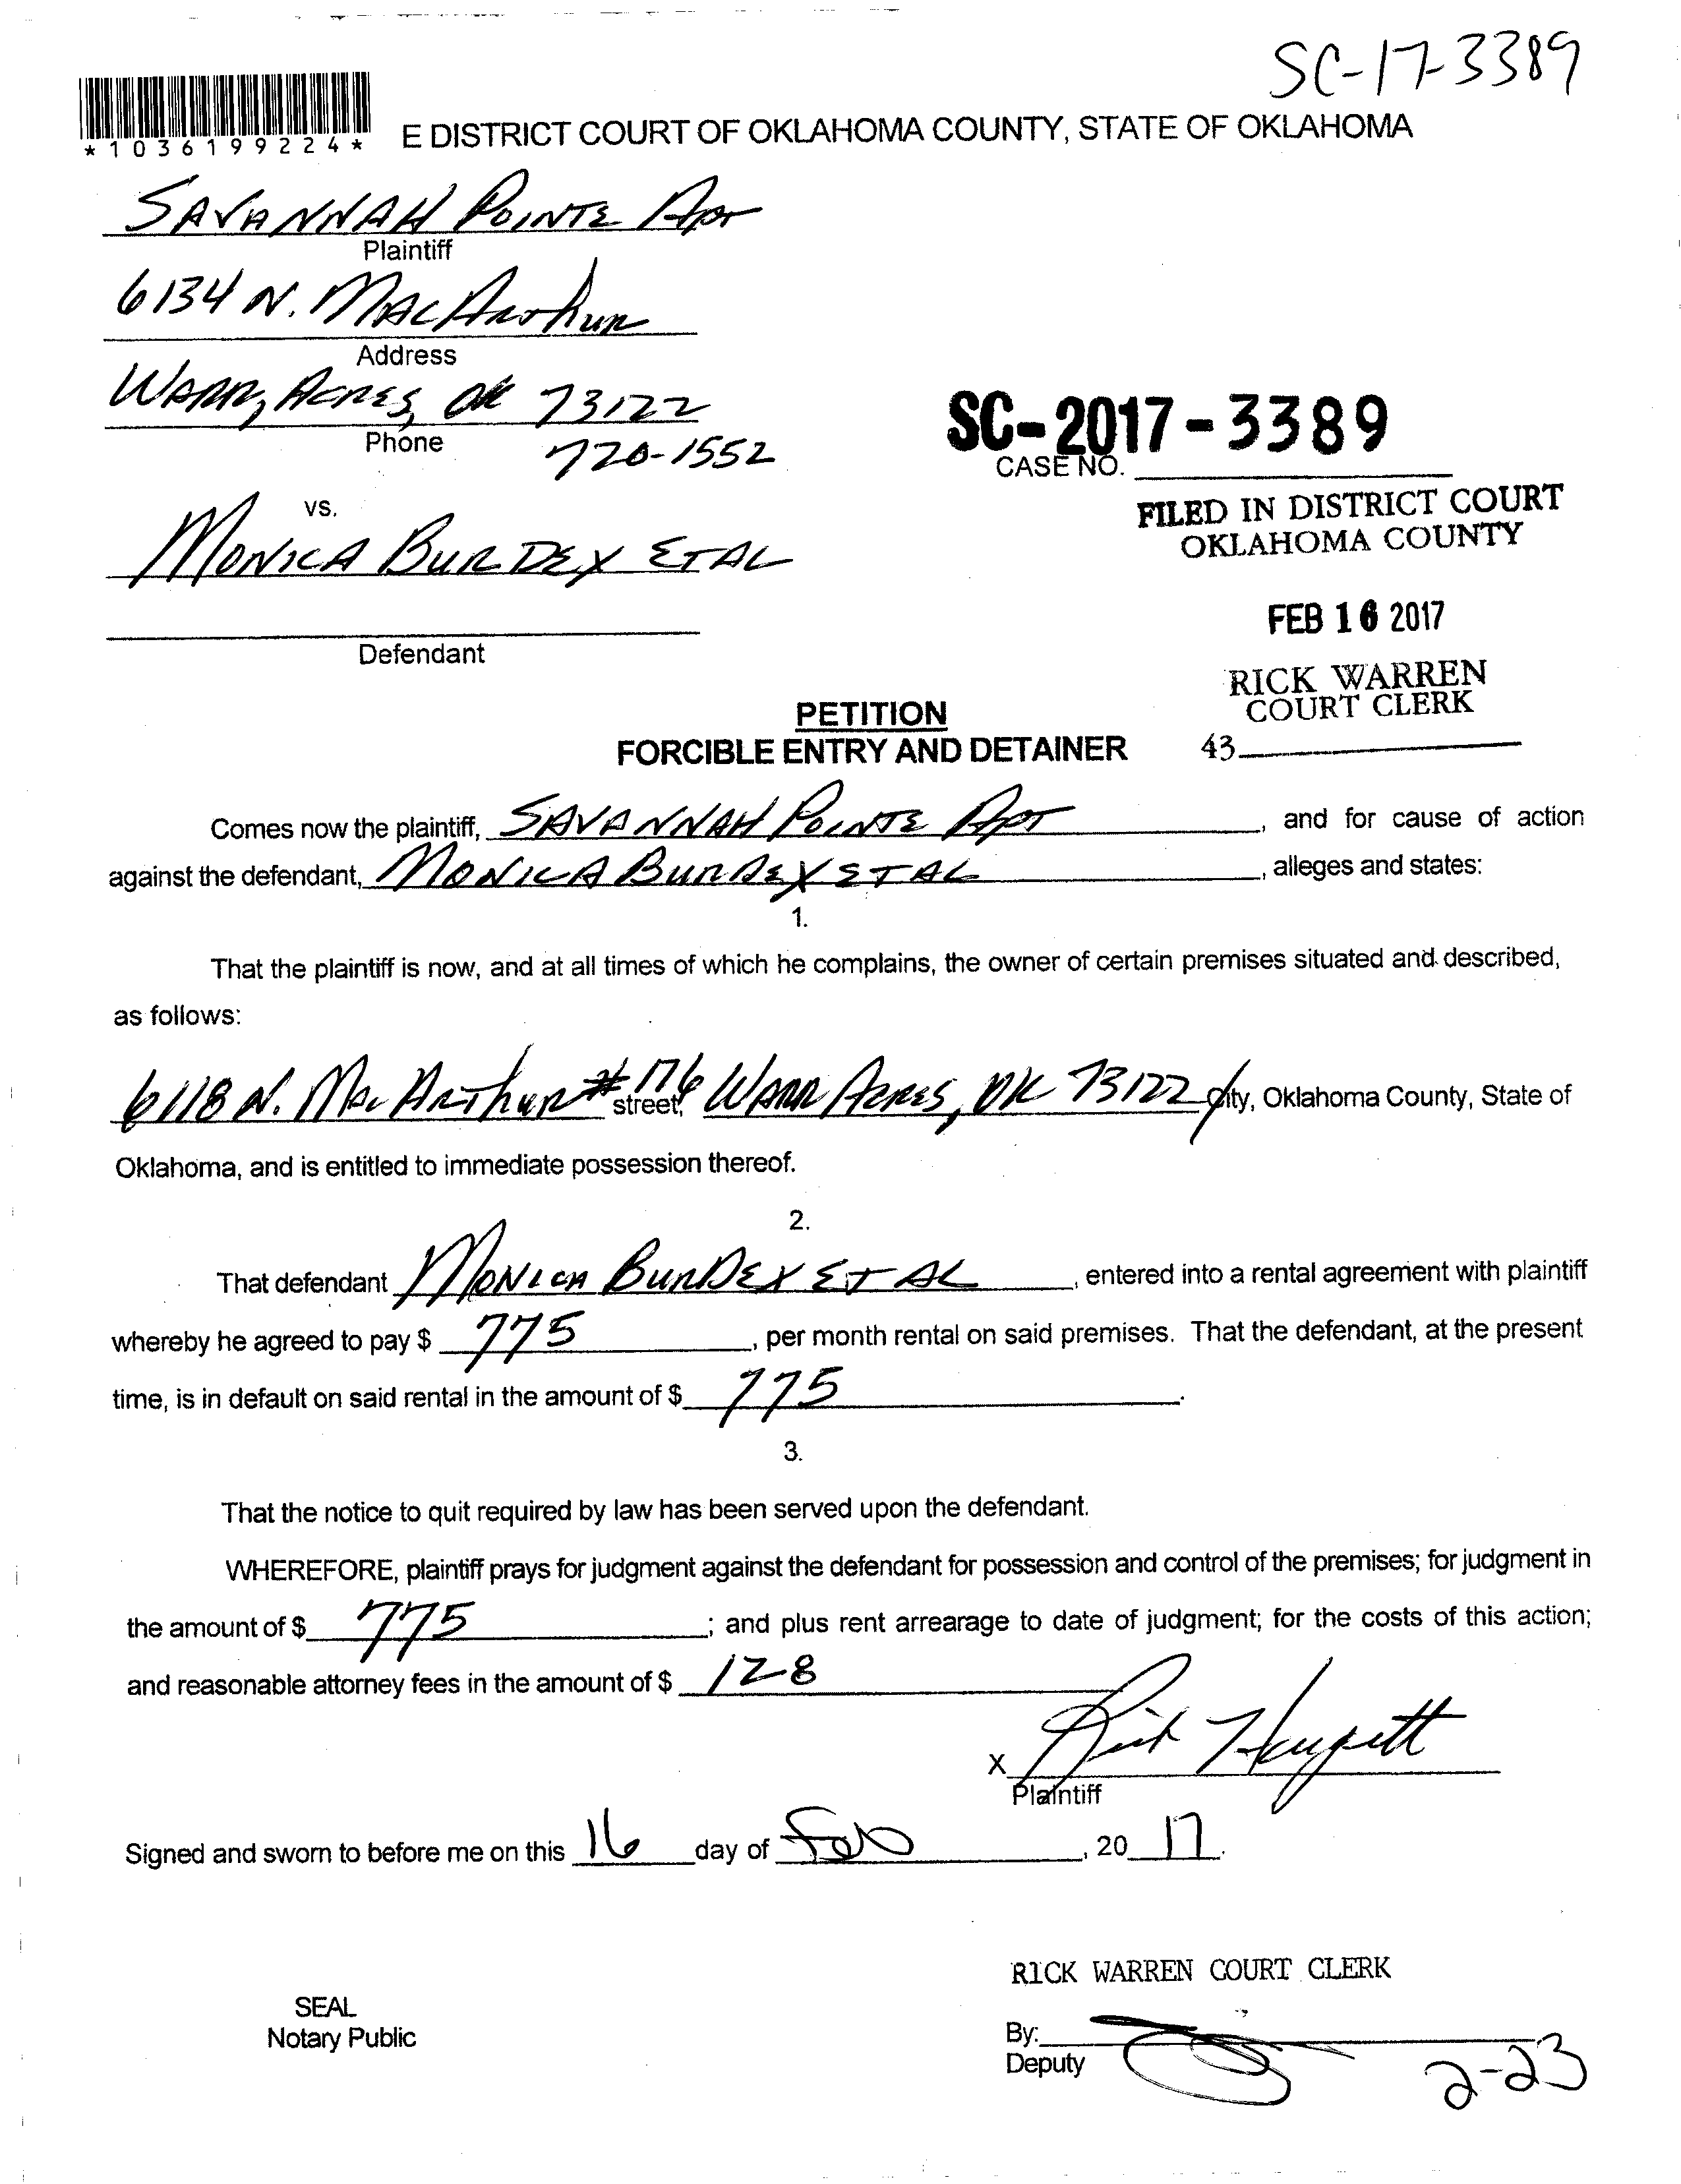 SC-17-3389
*1036199224*
E DISTRICT COURT OF OKLAHOMA COUNTY, STATE OF OKLAHOMA
SAVANNAH POINTE APT
Plaintiff
6134 N. MACARTHUR
Address
WARR, ACRES, OK 73122
Phone
720-1552
SC-2017-3389
CASE NO.
vs.
FILED IN DISTRICT COURT
OKLAHOMA COUNTY
MONICA BURDEX ETAL
FEB 16 2017
Defendant
RICK WARREN
COURT CLERK
43
PETITION
FORCIBLE ENTRY AND DETAINER
Comes now the plaintiff, SAVANNAH POINTE APT, and for cause of action
against the defendant, MONICA BURDEX ETAL, alleges and states:
1.
That the plaintiff is now, and at all times of which he complains, the owner of certain premises situated and described,
as follows:
6118 N. MacARThuR #176 street, WARR ACRES, OK 73122 City, Oklahoma County, State of
Oklahoma, and is entitled to immediate possession thereof.
2.
That defendant MONICA BURDEX ET AL, entered into a rental agreement with plaintiff
whereby he agreed to pay $ 775, per month rental on said premises. That the defendant, at the present
time, is in default on said rental in the amount of $ 775.
3.
That the notice to quit required by law has been served upon the defendant.
WHEREFORE, plaintiff prays for judgment against the defendant for possession and control of the premises; for judgment in
the amount of $ 775; and plus rent arrearage to date of judgment; for the costs of this action;
and reasonable attorney fees in the amount of $ 128
X
Plaintiff
Signed and sworn to before me on this 16 day of Feb, 20 17.
RICK WARREN COURT CLERK
SEAL
Notary Public
By:
Deputy
2-23